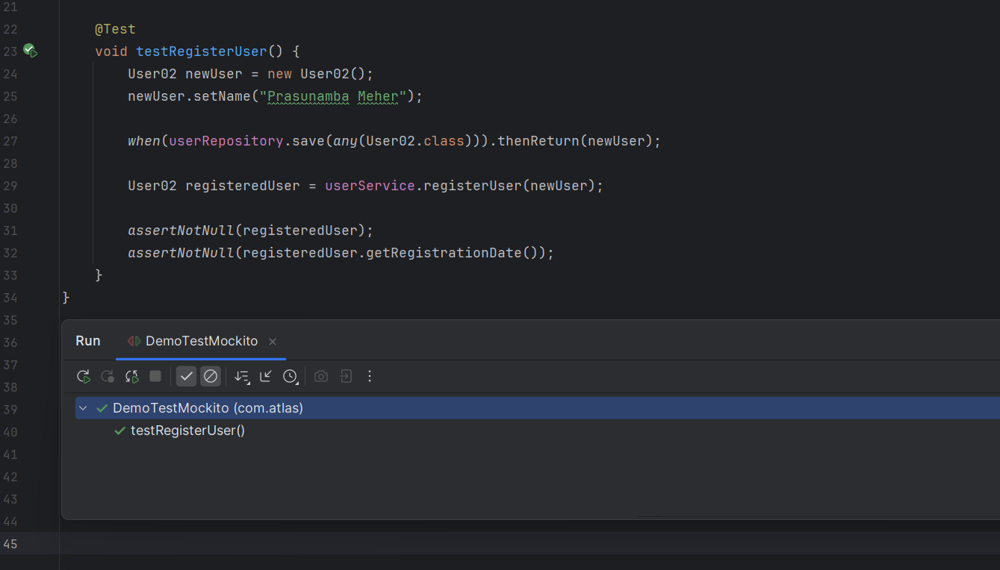 21
22 @Test
23 void testRegisterUser() {
24 User02 newUser = new User02();
25 newUser.setName("Prasunamba Meher");
26
27 when(userRepository.save(any(User02.class))).thenReturn(newUser);
28
29 User02 registeredUser = userService.registerUser(newUser);
30
31 assertNotNull(registeredUser);
32 assertNotNull(registeredUser.getRegistrationDate());
33 }
34 }
35
36 Run DemoTestMockito
37
38
39 DemoTestMockito (com.atlas)
40 testRegisterUser()
41
42
43
44
45